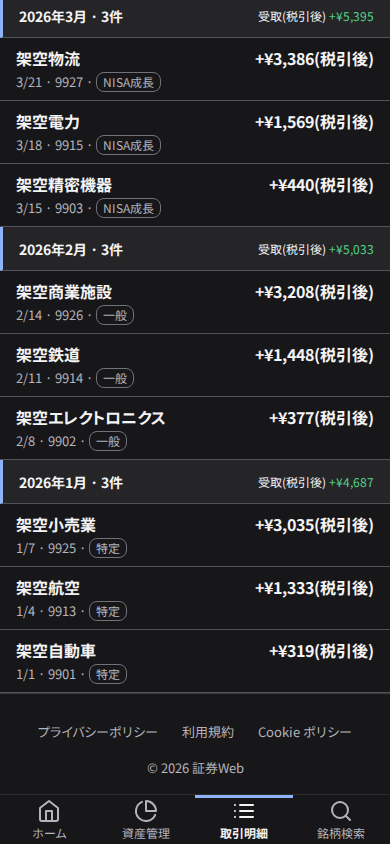 2026年3月・3件 受取(税引後) +¥5,395
架空物流 +¥3,386(税引後)
3/21・9927・NISA成長
架空電力 +¥1,569(税引後)
3/18・9915・NISA成長
架空精密機器 +¥440(税引後)
3/15・9903・NISA成長
2026年2月・3件 受取(税引後) +¥5,033
架空商業施設 +¥3,208(税引後)
2/14・9926・一般
架空鉄道 +¥1,448(税引後)
2/11・9914・一般
架空エレクトロニクス +¥377(税引後)
2/8・9902・一般
2026年1月・3件 受取(税引後) +¥4,687
架空小売業 +¥3,035(税引後)
1/7・9925・特定
架空航空 +¥1,333(税引後)
1/4・9913・特定
架空自動車 +¥319(税引後)
1/1・9901・特定
プライバシーポリシー 利用規約 Cookie ポリシー
© 2026 証券Web
ホーム 資産管理 取引明細 銘柄検索